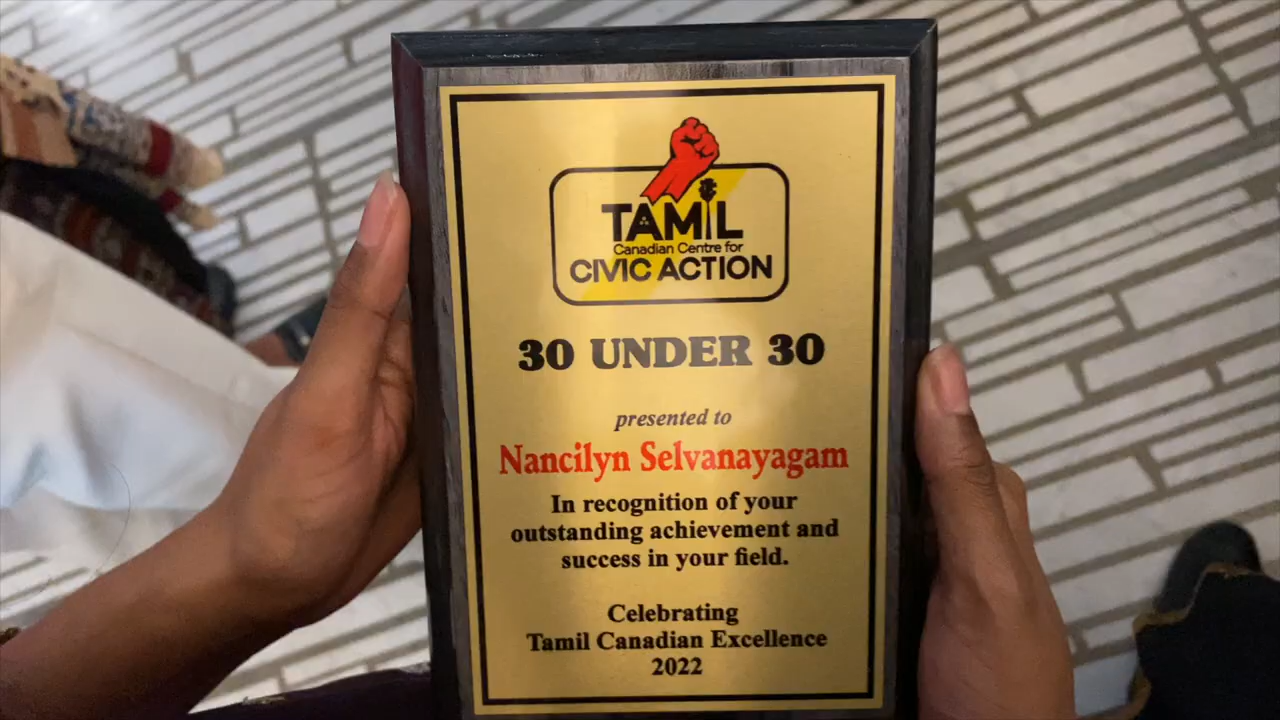 TAMIL
Canadian Centre for
CIVIC ACTION
30 UNDER 30
presented to
Nancilyn Selvanayagam
In recognition of your
outstanding achievement and
success in your field.
Celebrating
Tamil Canadian Excellence
2022